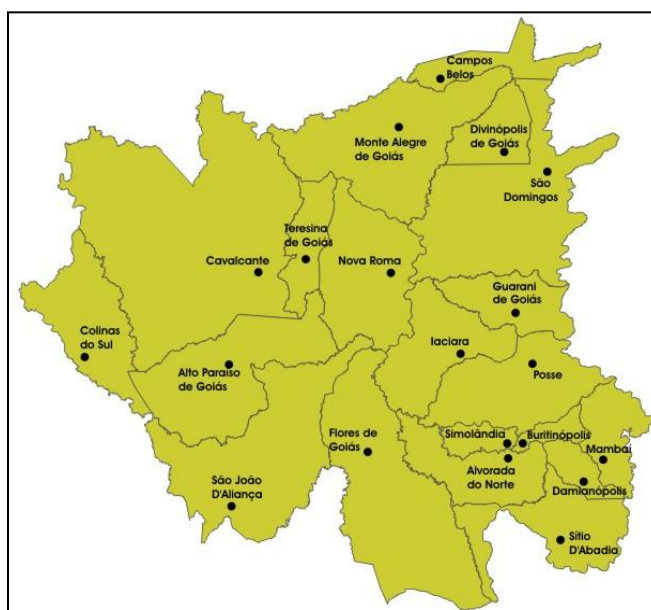 Campos
Belos
Monte Alegre
de Goiás
Divinópolis
de Goiás
São
Domingos
Teresina
de Goiás
Cavalcante
Nova Roma
Guarani
de Goiás
Colinas
do Sul
Iaciara
Alto Paraíso
de Goiás
Posse
Flores de
Goiás
Simolândia
Buritinópolis
Mambaí
Alvorada
do Norte
Damianópolis
São João
D'Aliança
Sítio
D'Abadia